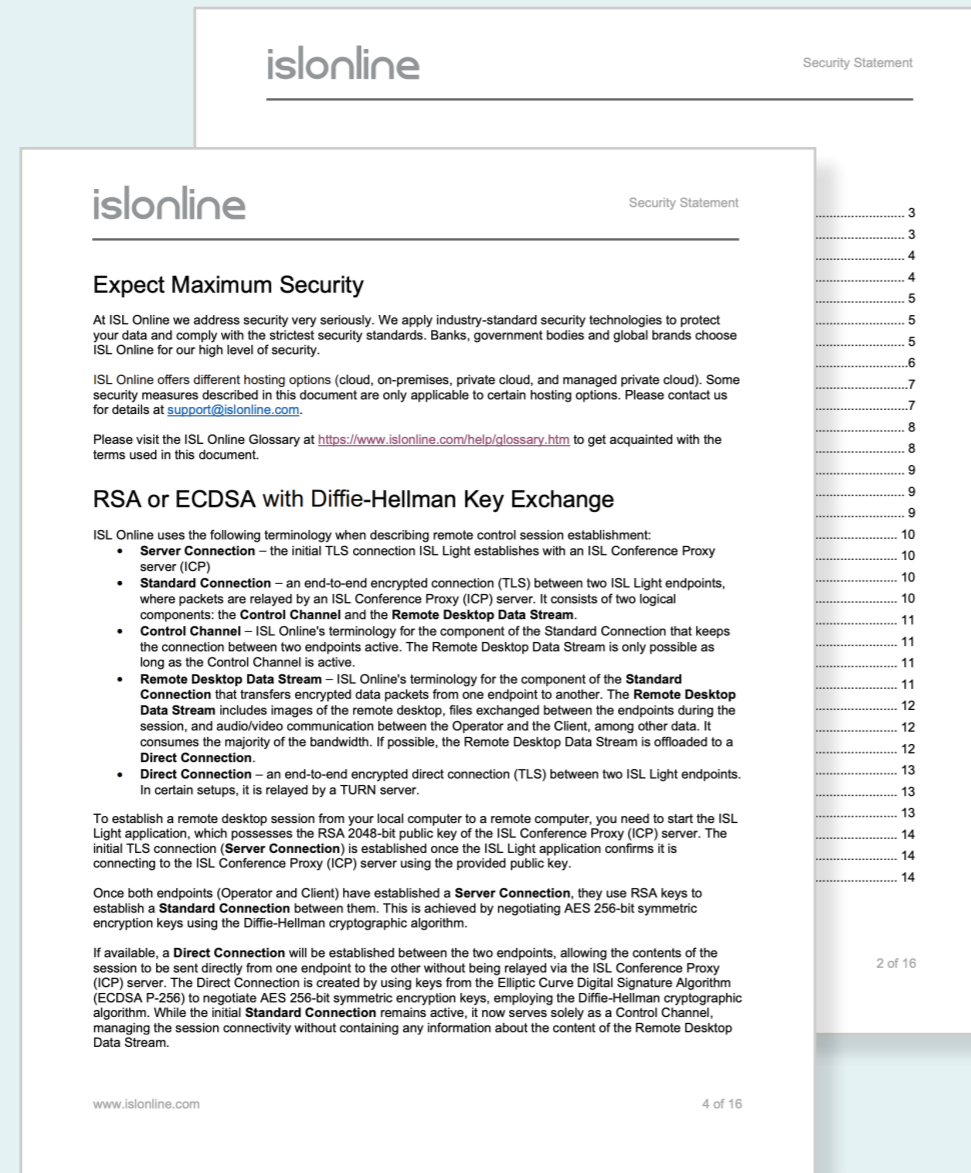 islonline
Security Statement
3
3
4
4
5
5
5
6
7
7
8
8
9
9
9
10
10
10
10
11
11
11
11
12
12
12
13
13
13
14
14
14
2 of 16
islonline
Security Statement
Expect Maximum Security
At ISL Online we address security very seriously. We apply industry-standard security technologies to protect
your data and comply with the strictest security standards. Banks, government bodies and global brands choose
ISL Online for our high level of security.
ISL Online offers different hosting options (cloud, on-premises, private cloud, and managed private cloud). Some
security measures described in this document are only applicable to certain hosting options. Please contact us
for details at support@islonline.com.
Please visit the ISL Online Glossary at https://www.islonline.com/help/glossary.htm to get acquainted with the
terms used in this document.
RSA or ECDSA with Diffie-Hellman Key Exchange
ISL Online uses the following terminology when describing remote control session establishment:
• Server Connection – the initial TLS connection ISL Light establishes with an ISL Conference Proxy
server (ICP)
• Standard Connection – an end-to-end encrypted connection (TLS) between two ISL Light endpoints,
where packets are relayed by an ISL Conference Proxy (ICP) server. It consists of two logical
components: the Control Channel and the Remote Desktop Data Stream.
• Control Channel – ISL Online's terminology for the component of the Standard Connection that keeps
the connection between two endpoints active. The Remote Desktop Data Stream is only possible as
long as the Control Channel is active.
• Remote Desktop Data Stream – ISL Online's terminology for the component of the Standard
Connection that transfers encrypted data packets from one endpoint to another. The Remote Desktop
Data Stream includes images of the remote desktop, files exchanged between the endpoints during the
session, and audio/video communication between the Operator and the Client, among other data. It
consumes the majority of the bandwidth. If possible, the Remote Desktop Data Stream is offloaded to a
Direct Connection.
• Direct Connection – an end-to-end encrypted direct connection (TLS) between two ISL Light endpoints.
In certain setups, it is relayed by a TURN server.
To establish a remote desktop session from your local computer to a remote computer, you need to start the ISL
Light application, which possesses the RSA 2048-bit public key of the ISL Conference Proxy (ICP) server. The
initial TLS connection (Server Connection) is established once the ISL Light application confirms it is
connecting to the ISL Conference Proxy (ICP) server using the provided public key.
Once both endpoints (Operator and Client) have established a Server Connection, they use RSA keys to
establish a Standard Connection between them. This is achieved by negotiating AES 256-bit symmetric
encryption keys using the Diffie-Hellman cryptographic algorithm.
If available, a Direct Connection will be established between the two endpoints, allowing the contents of the
session to be sent directly from one endpoint to the other without being relayed via the ISL Conference Proxy
(ICP) server. The Direct Connection is created by using keys from the Elliptic Curve Digital Signature Algorithm
(ECDSA P-256) to negotiate AES 256-bit symmetric encryption keys, employing the Diffie-Hellman cryptographic
algorithm. While the initial Standard Connection remains active, it now serves solely as a Control Channel,
managing the session connectivity without containing any information about the content of the Remote Desktop
Data Stream.
www.islonline.com
4 of 16